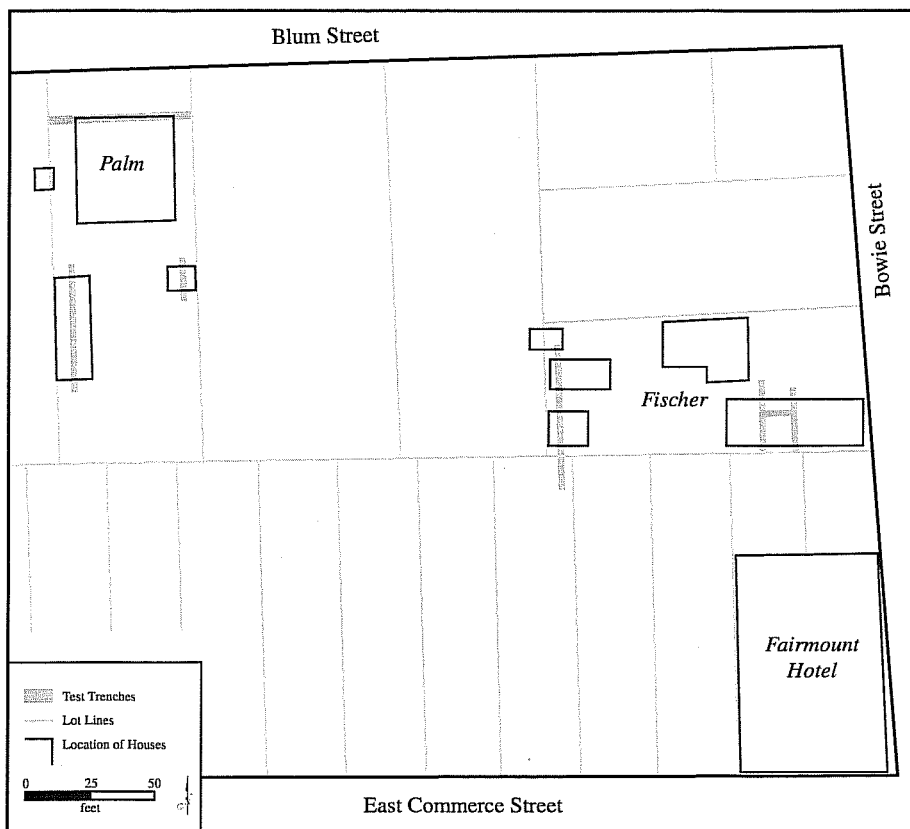 Blum Street
Palm
Bowie Street
Fischer
Fairmount
Hotel
Test Trenches
Lot Lines
Location of Houses
0 25 50
feet
East Commerce Street